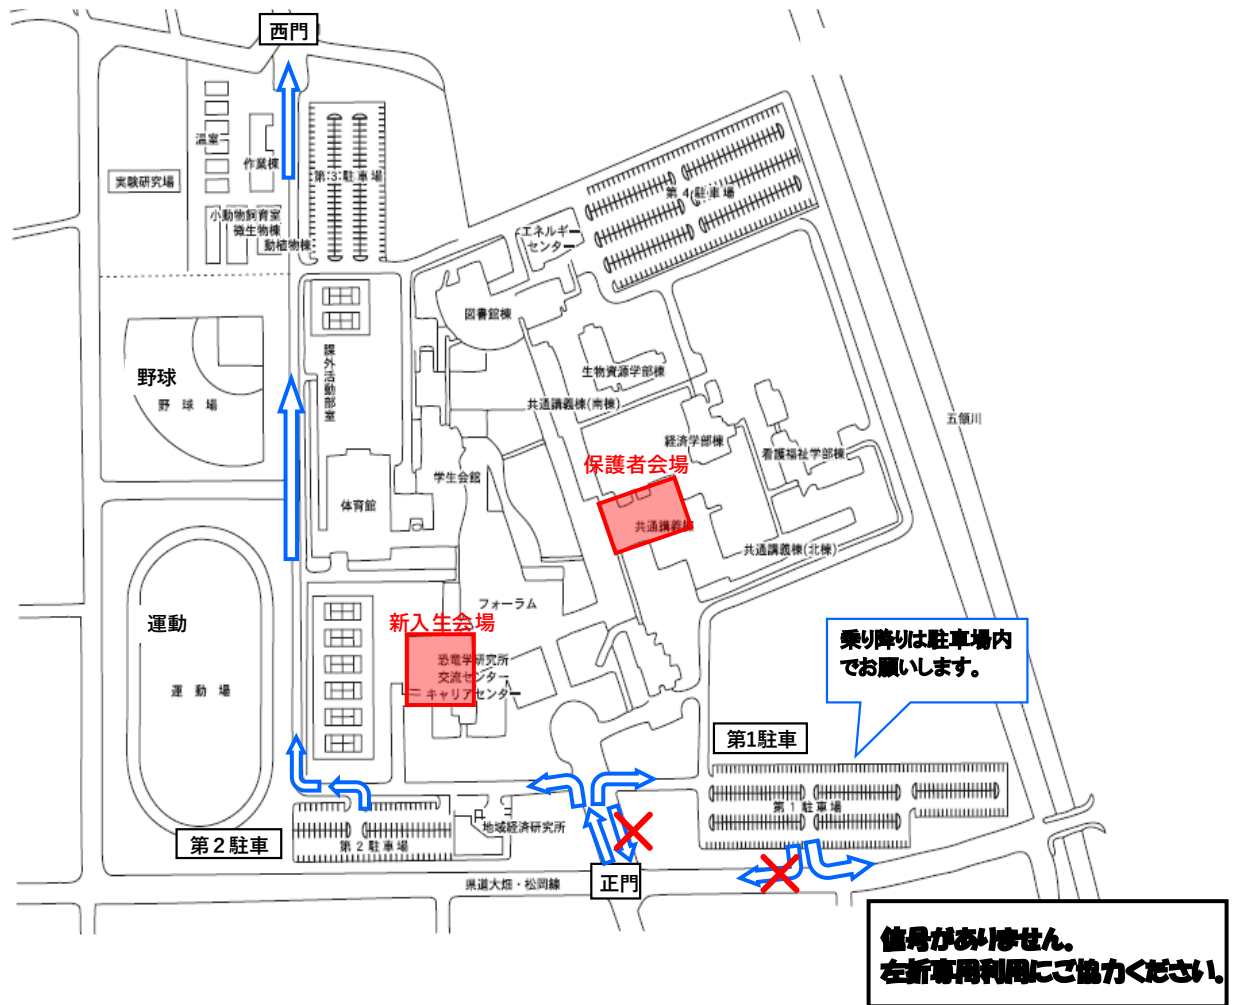 西門
温室
作業棟
実験研究場
第3駐車場
第4駐車場
小動物飼育室
微生物棟
動植物棟
エネルギー
センター
図書館棟
課外活動部室
生物資源学部棟
野球
野球場
共通講義棟(南棟)
五領川
経済学部棟
看護福祉学部棟
保護者会場
学生会館
体育館
共通講義棟
共通講義棟(北棟)
フォーラム
新入生会場
運動
運動場
恐竜学研究所
交流センター
キャリアセンター
乗り降りは駐車場内
でお願いします。
第1駐車
第1駐車場
地域経済研究所
第2駐車
第2駐車場
県道大畑・松岡線
正門
信号がありません。
左折専用利用にご協力ください。